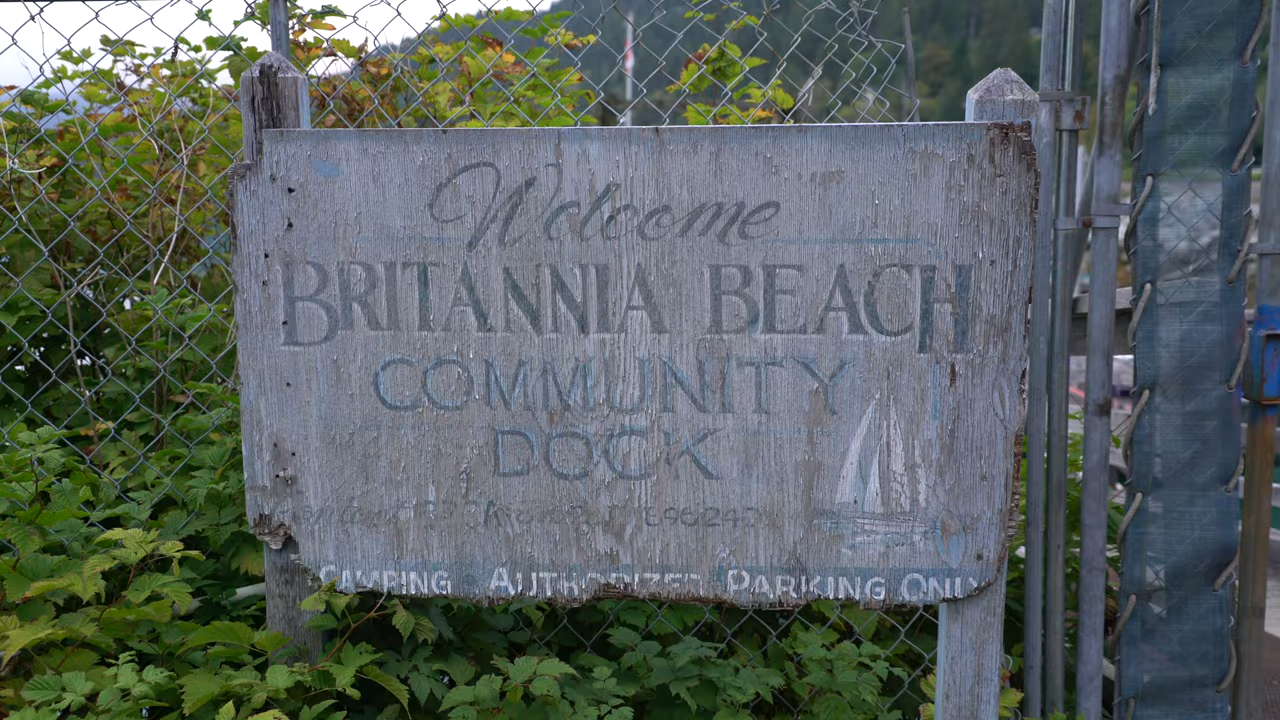 Welcome
BRITANNIA BEACH
COMMUNITY
DOCK
CAMPING AUTHORIZED PARKING ONLY